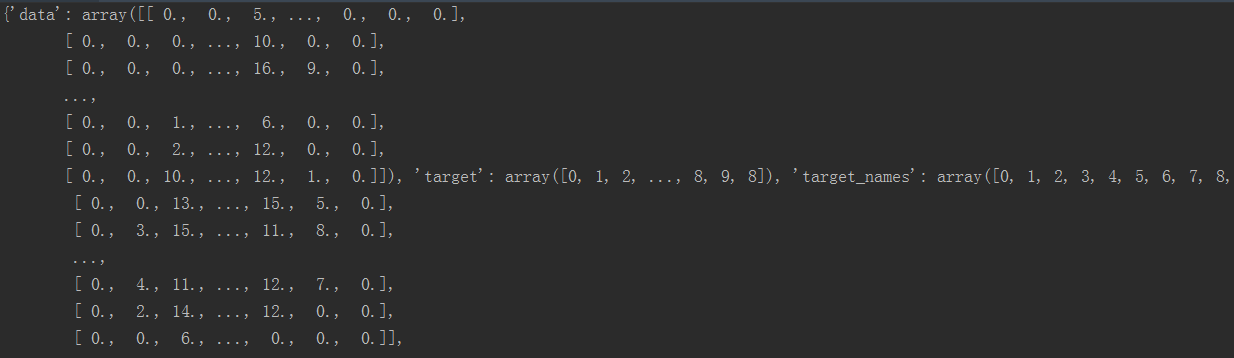 {'data': array([[ 0.,  0.,  5., ...,  0.,  0.,  0.],
[ 0.,  0.,  0., ..., 10.,  0.,  0.],
[ 0.,  0.,  0., ..., 16.,  9.,  0.],
...,
[ 0.,  0.,  1., ...,  6.,  0.,  0.],
[ 0.,  0.,  2., ..., 12.,  0.,  0.],
[ 0.,  0., 10., ..., 12.,  1.,  0.]]), 'target': array([0, 1, 2, ..., 8, 9, 8]), 'target_names': array([0, 1, 2, 3, 4, 5, 6, 7, 8,
[ 0.,  0., 13., ..., 15.,  5.,  0.],
[ 0.,  3., 15., ..., 11.,  8.,  0.],
...,
[ 0.,  4., 11., ..., 12.,  7.,  0.],
[ 0.,  2., 14., ..., 12.,  0.,  0.],
[ 0.,  0.,  6., ...,  0.,  0.,  0.]],